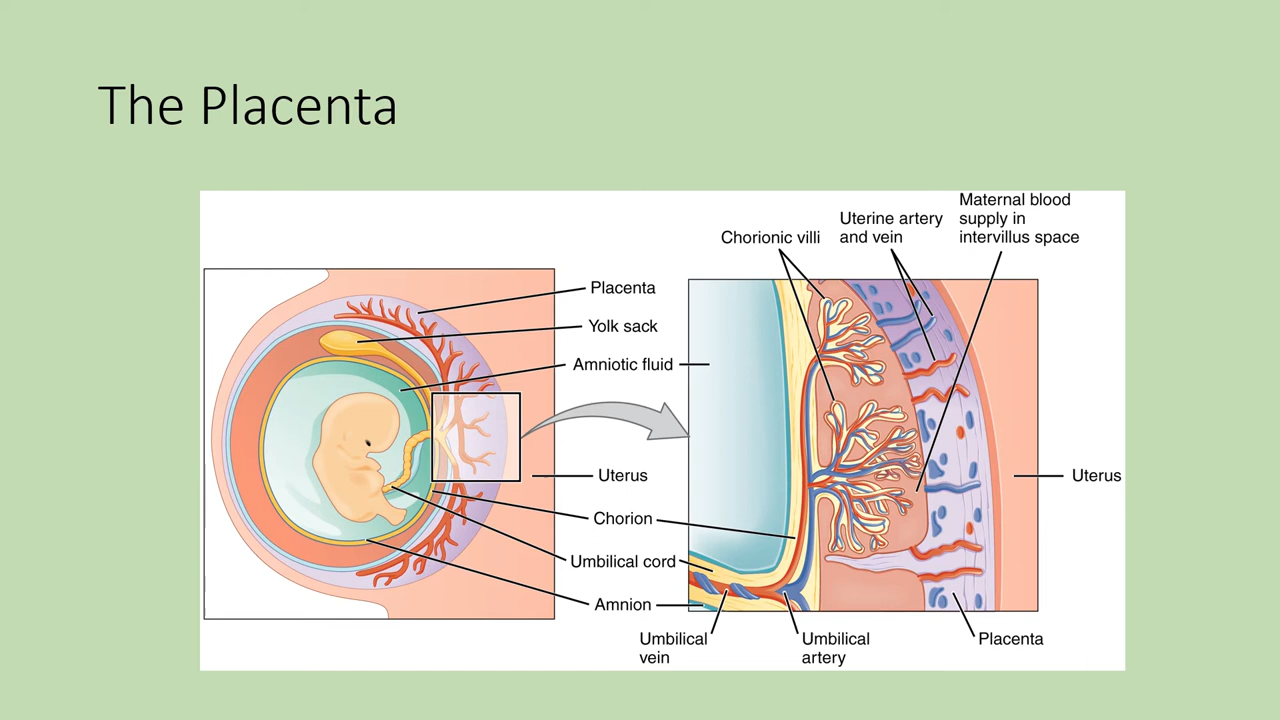 The Placenta
Maternal blood
supply in
intervillus space
Uterine artery
and vein
Chorionic villi
Placenta
Yolk sack
Amniotic fluid
Uterus
Uterus
Chorion
Umbilical cord
Amnion
Umbilical
vein
Umbilical
artery
Placenta